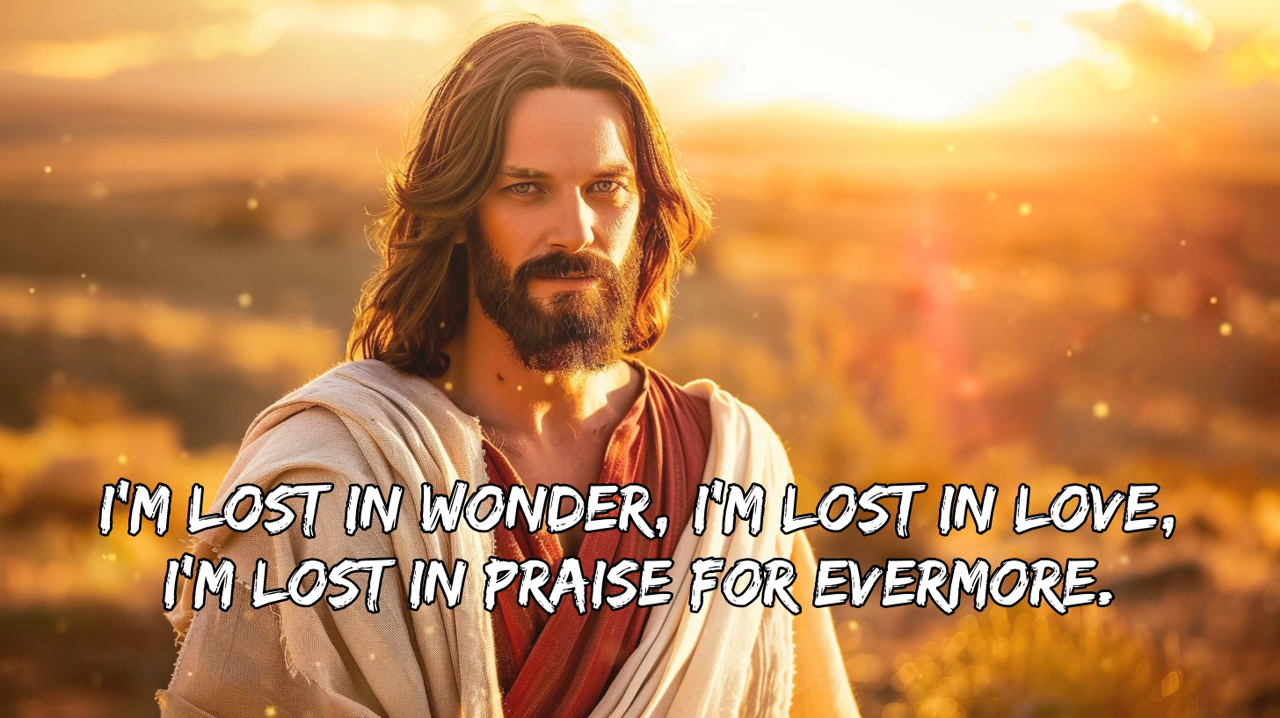 I'M LOST IN WONDER, I'M LOST IN LOVE,
I'M LOST IN PRAISE FOR EVERMORE.